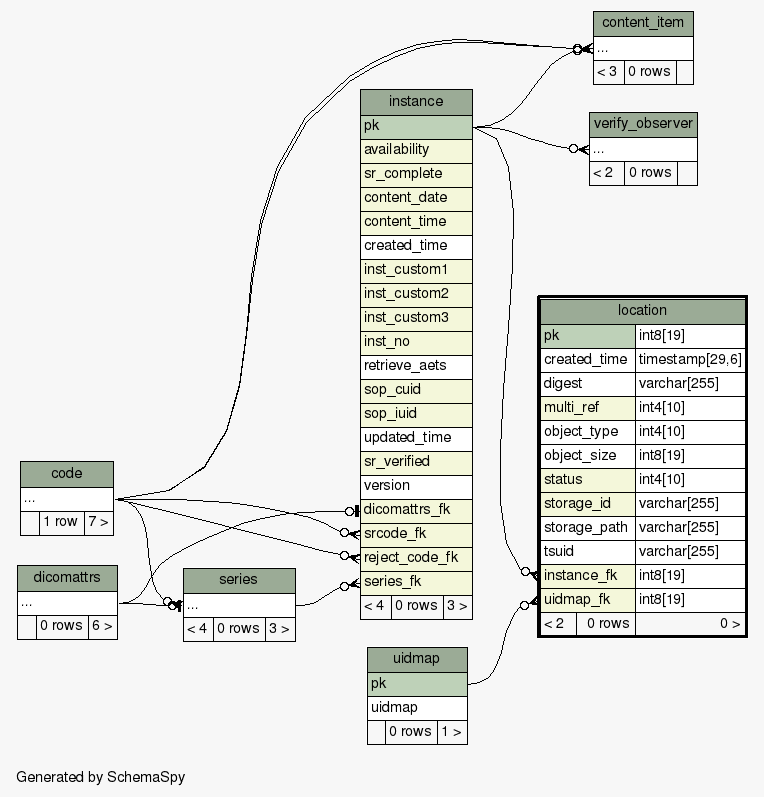 content_item
...
< 3 0 rows
verify_observer
...
< 2 0 rows
instance
pk
availability
sr_complete
content_date
content_time
created_time
inst_custom1
inst_custom2
inst_custom3
inst_no
retrieve_aets
sop_cuid
sop_iuid
updated_time
sr_verified
version
dicomattrs_fk
srcode_fk
reject_code_fk
series_fk
< 4 0 rows 3 >
location
pk int8[19]
created_time timestamp[29,6]
digest varchar[255]
multi_ref int4[10]
object_type int4[10]
object_size int8[19]
status int4[10]
storage_id varchar[255]
storage_path varchar[255]
tsuid varchar[255]
instance_fk int8[19]
uidmap_fk int8[19]
< 2 0 rows 0 >
code
...
1 row 7 >
dicomattrs
...
0 rows 6 >
series
...
< 4 0 rows 3 >
uidmap
pk
uidmap
0 rows 1 >
Generated by SchemaSpy